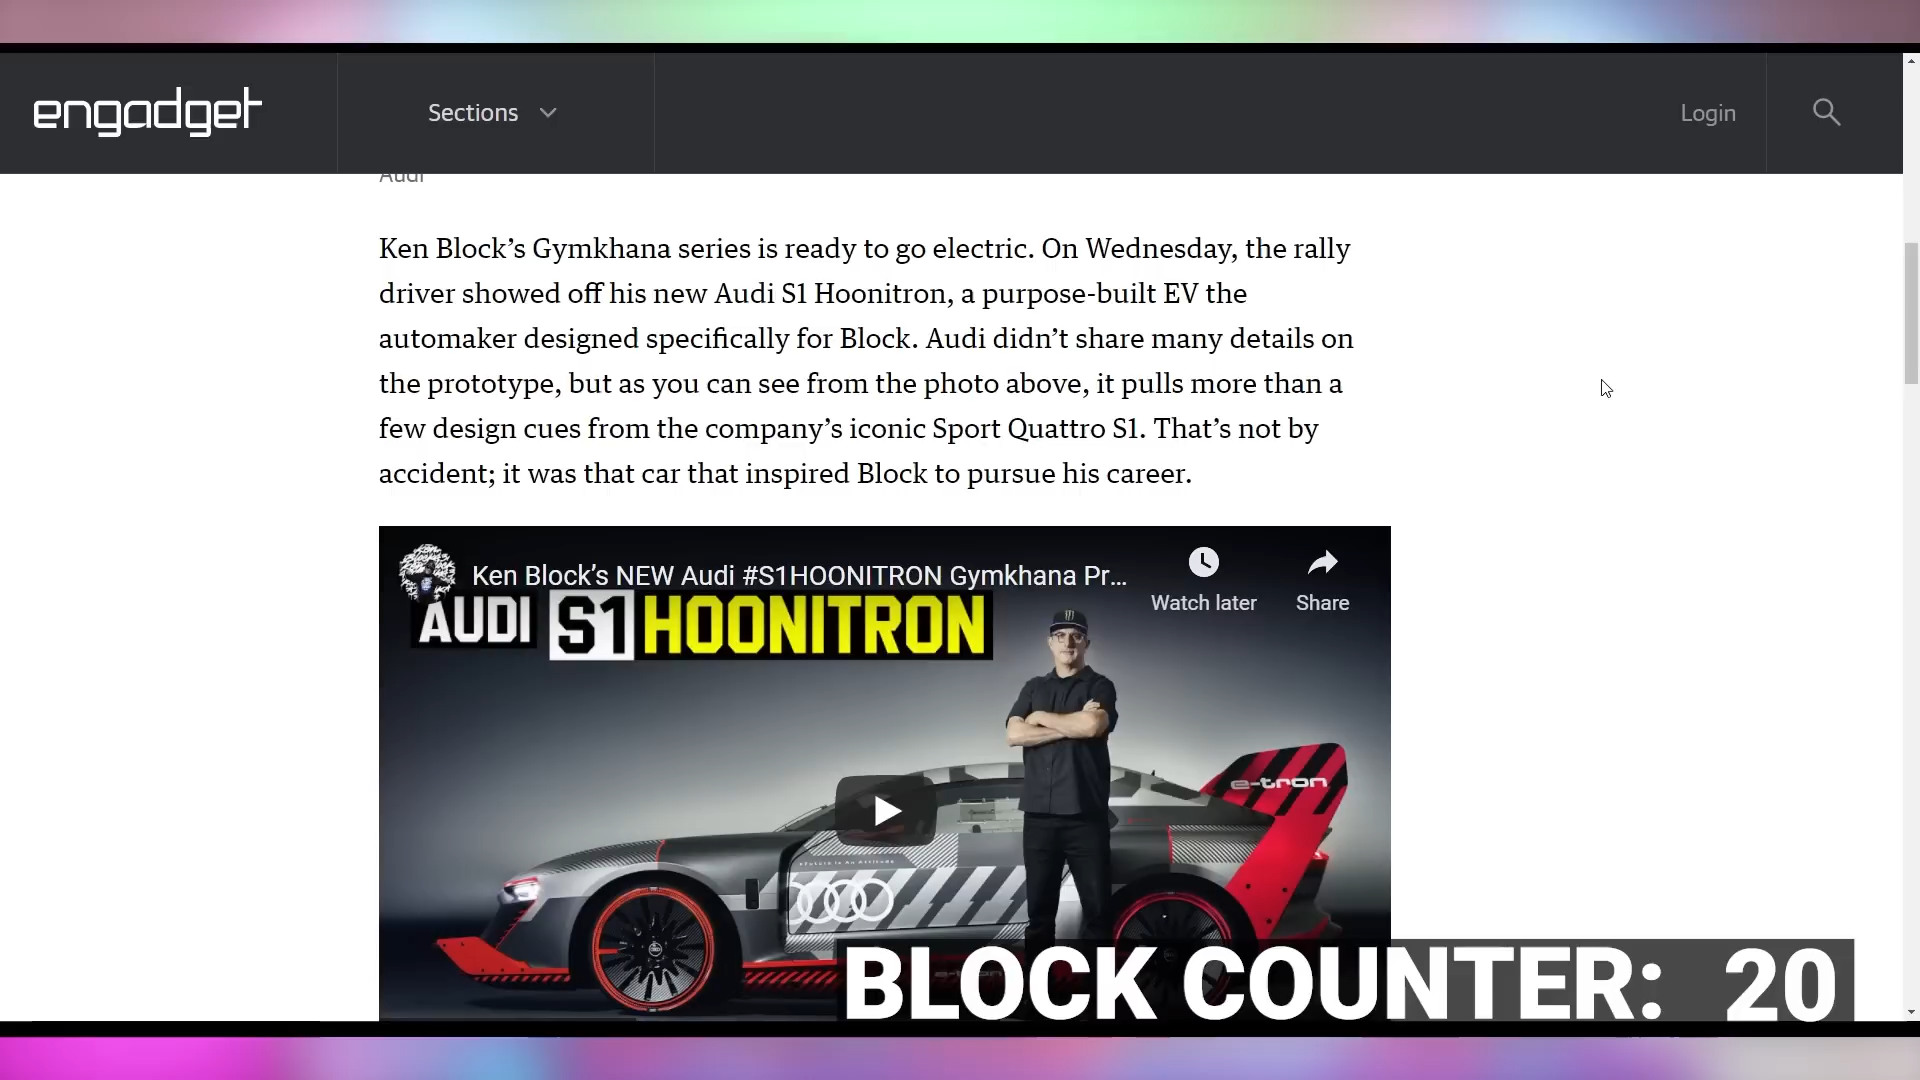 engadget
Sections
Login
Audi
Ken Block’s Gymkhana series is ready to go electric. On Wednesday, the rally
driver showed off his new Audi S1 Hoonitron, a purpose-built EV the
automaker designed specifically for Block. Audi didn’t share many details on
the prototype, but as you can see from the photo above, it pulls more than a
few design cues from the company’s iconic Sport Quattro S1. That’s not by
accident; it was that car that inspired Block to pursue his career.
Ken Block’s NEW Audi #S1HOONITRON Gymkhana Pr...
Watch later
Share
AUDI S1 HOONITRON
e-tron
BLOCK COUNTER: 20